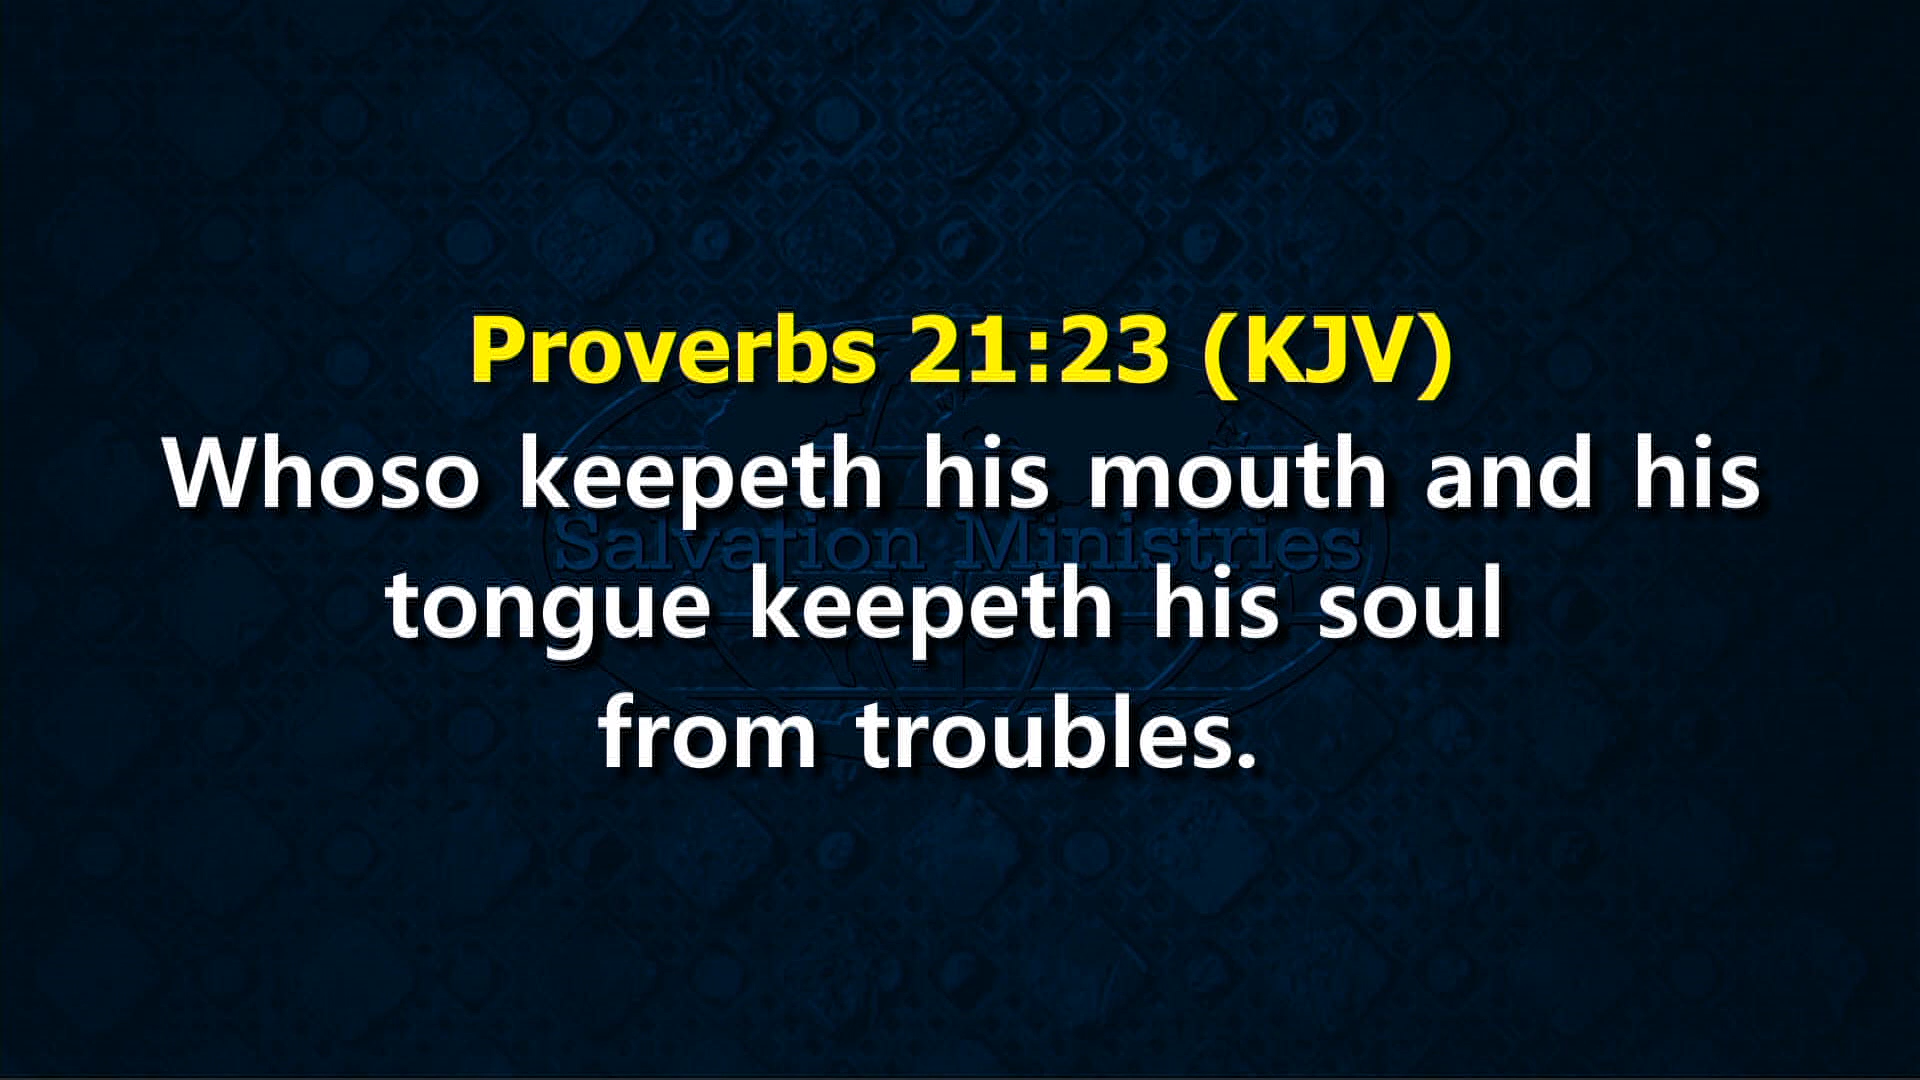 Proverbs 21:23 (KJV)
Whoso keepeth his mouth and his
Salvation Ministries
tongue keepeth his soul
from troubles.